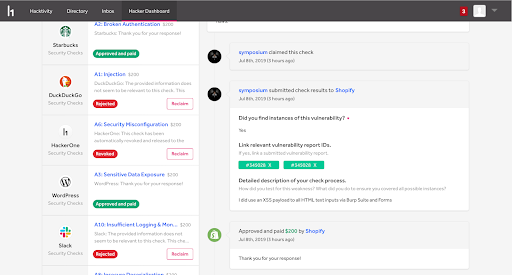 h
Hacktivity
Directory
Inbox
Hacker Dashboard
3
Starbucks
Security Checks
A2: Broken Authentication $200
Starbucks: Thank you for your response!
Approved and paid
DuckDuckGo
Security Checks
A1: Injection $200
DuckDuckGo: The provided information does
not seem to be relevant to this check. This
Rejected
Reclaim
h
HackerOne
Security Checks
A6: Security Misconfiguration $200
HackerOne: This check has been
automatically revoked and released to the
Revoked
Reclaim
WordPress
Security Checks
A3: Sensitive Data Exposure $200
WordPress: Thank you for your response!
Approved and paid
Slack
Security Checks
A10: Insufficient Logging & Mon... $200
Slack: The provided information does not
seem to be relevant to this check. This che...
Rejected
Reclaim
symposium claimed this check
Jul 8th, 2019 (3 hours ago)
symposium submitted check results to Shopify
Jul 8th, 2019 (3 hours ago)
Did you find instances of this vulnerability? •
Yes
Link relevant vulnerability report IDs.
If yes, link a submitted vulnerability report
#345028 X
#345028 X
Detailed description of your check process.
How did you test for this weakness? What did you do to ensure you covered all possible instances?
I did use an XSS payload to all HTML text inputs via Burp Suite and Forms
Approved and paid $200 by Shopify
Jul 8th, 2019 (3 hours ago)
Thank you for your response!